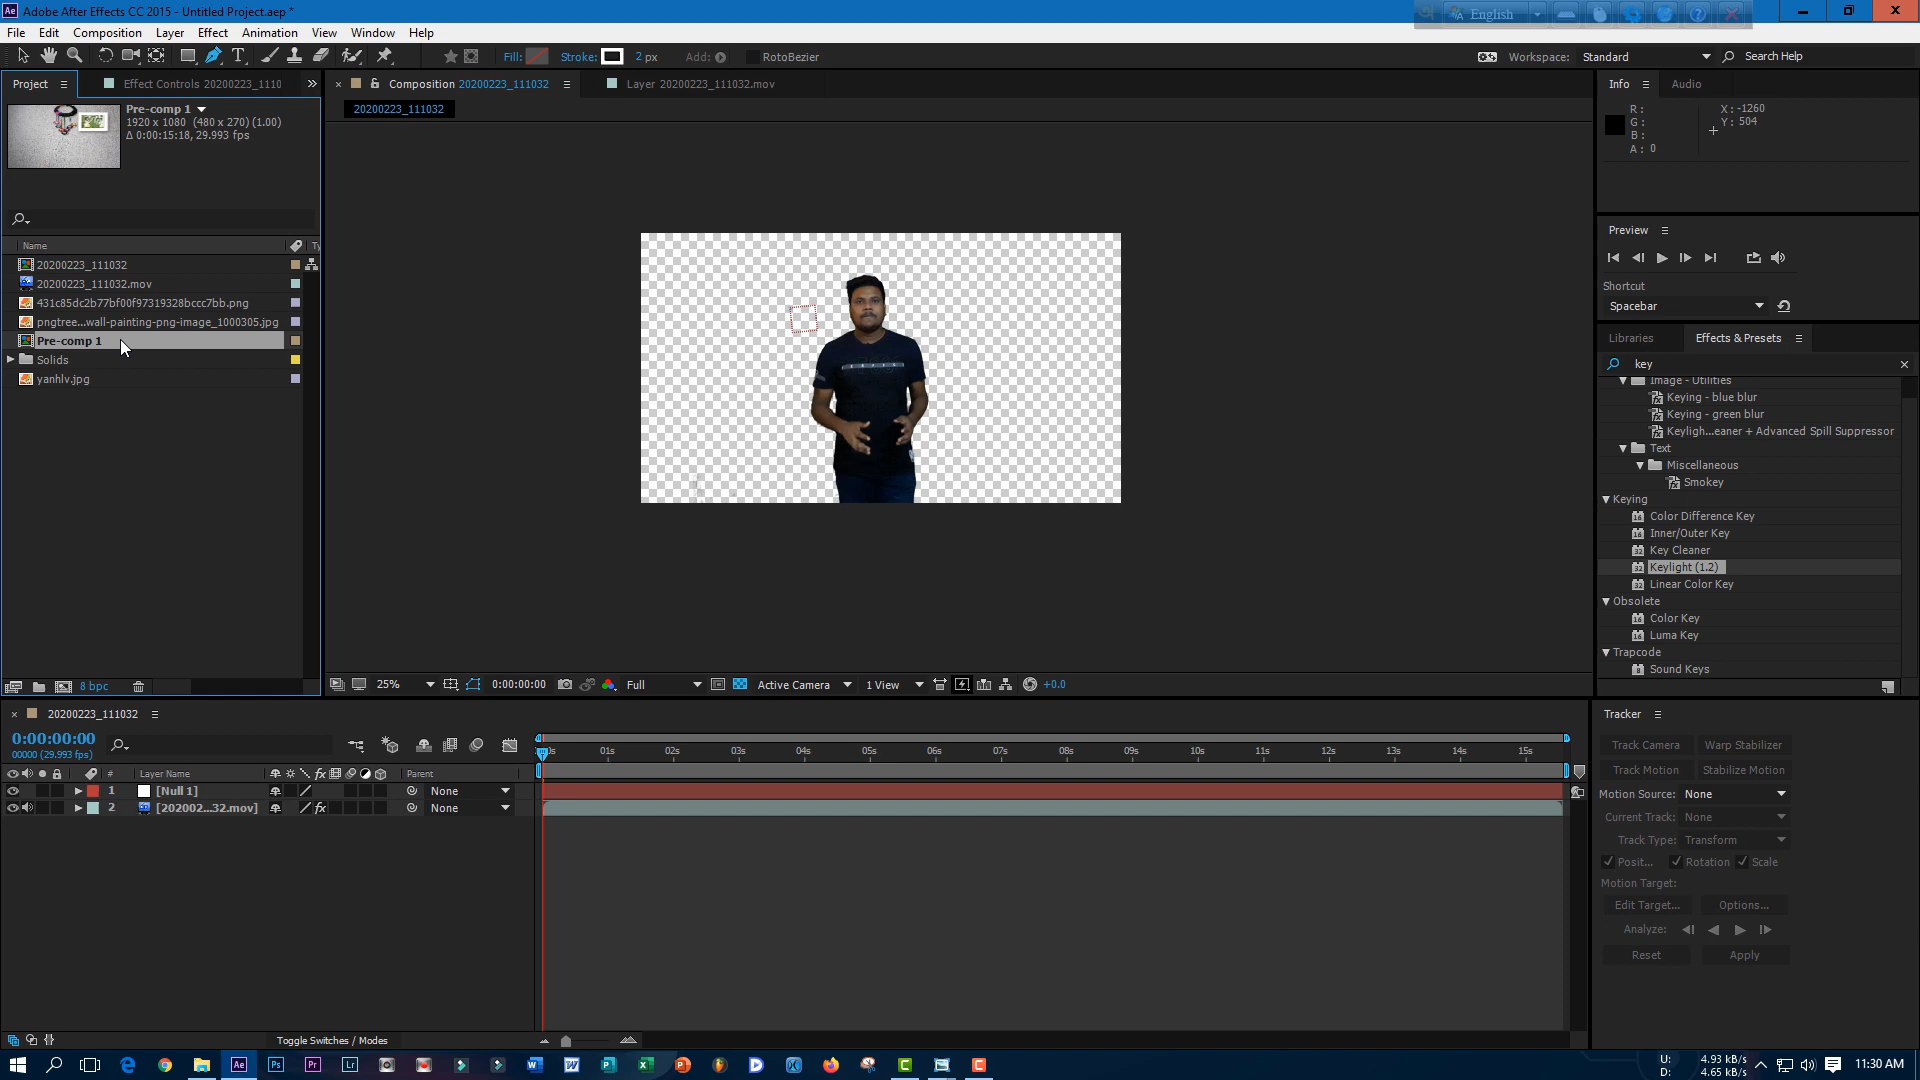 Adobe After Effects CC 2015 - Untitled Project.aep *
English
File Edit Composition Layer Effect Animation View Window Help
Fill: Stroke: 2 px Add: RotoBezier
Workspace: Standard Search Help
Project Effect Controls 20200223_1110
Composition 20200223_111032 Layer 20200223_111032.mov
Info Audio
Pre-comp 1
1920 x 1080 (480 x 270) (1.00)
Δ 0:00:15:18, 29.993 fps
20200223_111032
R: X: -1260
G: Y: 504
B:
A: 0
Preview
Shortcut
Spacebar
Name Ty
20200223_111032
20200223_111032.mov
431c85dc2b77bf00f97319328bccc7bb.png
pngtree...wall-painting-png-image_1000305.jpg
Pre-comp 1
Solids
yanhlv.jpg
Libraries Effects & Presets
key
Image - Utilities
Keying - blue blur
Keying - green blur
Keyligh...eaner + Advanced Spill Suppressor
Text
Miscellaneous
Smokey
Keying
Color Difference Key
Inner/Outer Key
Key Cleaner
Keylight (1.2)
Linear Color Key
Obsolete
Color Key
Luma Key
Trapcode
Sound Keys
8 bpc
25% 0:00:00:00 Full Active Camera 1 View +0.0
20200223_111032
0:00:00:00
00000 (29.993 fps)
01s 02s 03s 04s 05s 06s 07s 08s 09s 10s 11s 12s 13s 14s 15s
# Layer Name Parent
1 [Null 1] None
2 [202002...32.mov] None
Toggle Switches / Modes
Tracker
Track Camera Warp Stabilizer
Track Motion Stabilize Motion
Motion Source: None
Current Track: None
Track Type: Transform
Posit... Rotation Scale
Motion Target:
Edit Target... Options...
Analyze:
Reset Apply
U: 4.93 kB/s
D: 4.65 kB/s
11:30 AM